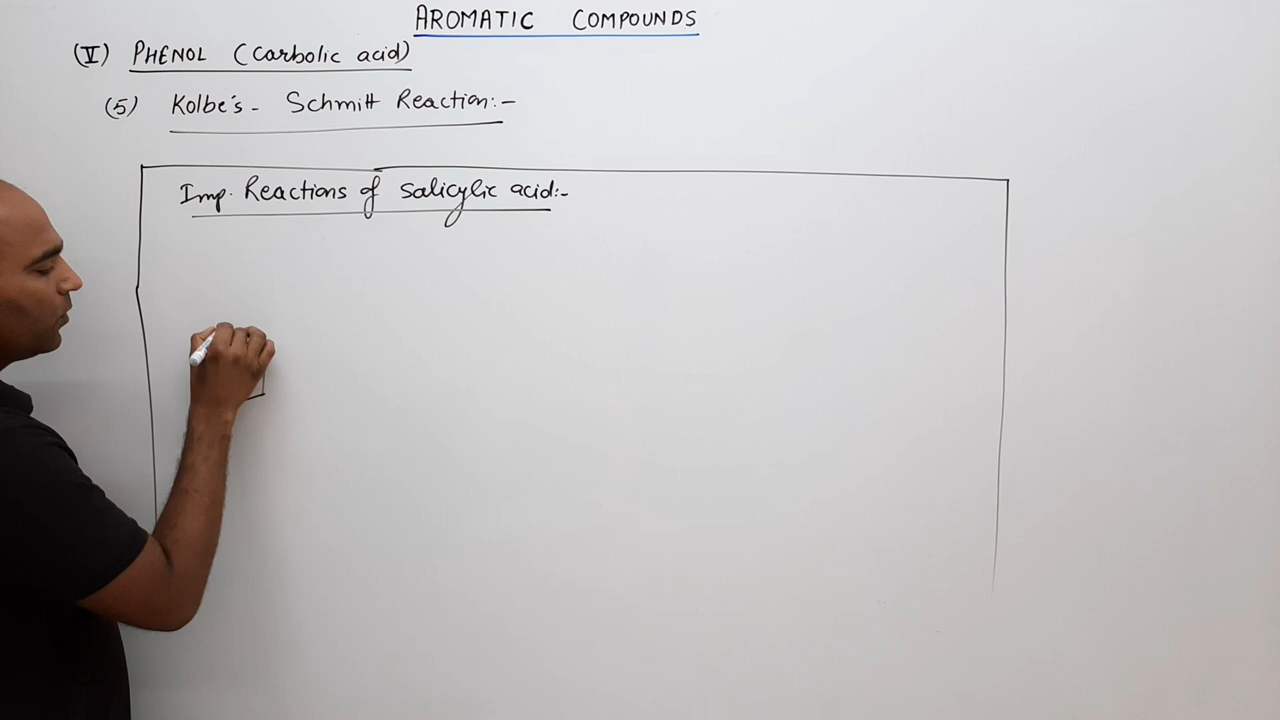 AROMATIC COMPOUNDS
(V) PHENOL (Carbolic acid)
(5) Kolbe's - Schmitt Reaction:-
Imp. Reactions of Salicylic acid:-